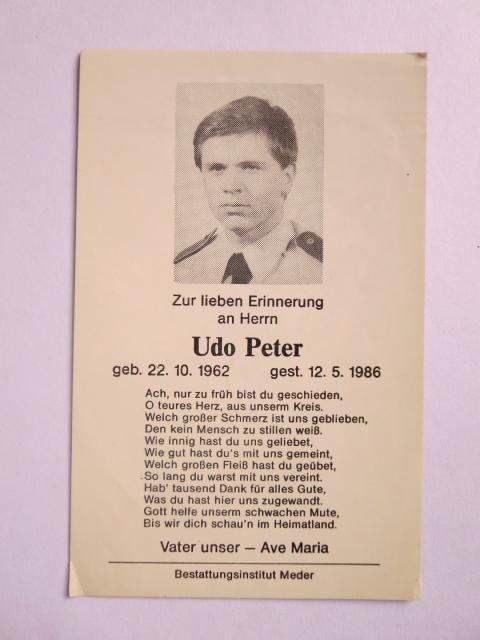 Zur lieben Erinnerung
an Herrn
Udo Peter
geb. 22. 10. 1962 gest. 12. 5. 1986
Ach, nur zu früh bist du geschieden,
O teures Herz, aus unserm Kreis.
Welch großer Schmerz ist uns geblieben,
Den kein Mensch zu stillen weiß.
Wie innig hast du uns geliebet,
Wie gut hast du's mit uns gemeint,
Welch großen Fleiß hast du geübet,
So lang du warst mit uns vereint.
Hab' tausend Dank für alles Gute,
Was du hast hier uns zugewandt.
Gott helfe unserm schwachen Mute,
Bis wir dich schau'n im Heimatland.
Vater unser – Ave Maria
Bestattungsinstitut Meder